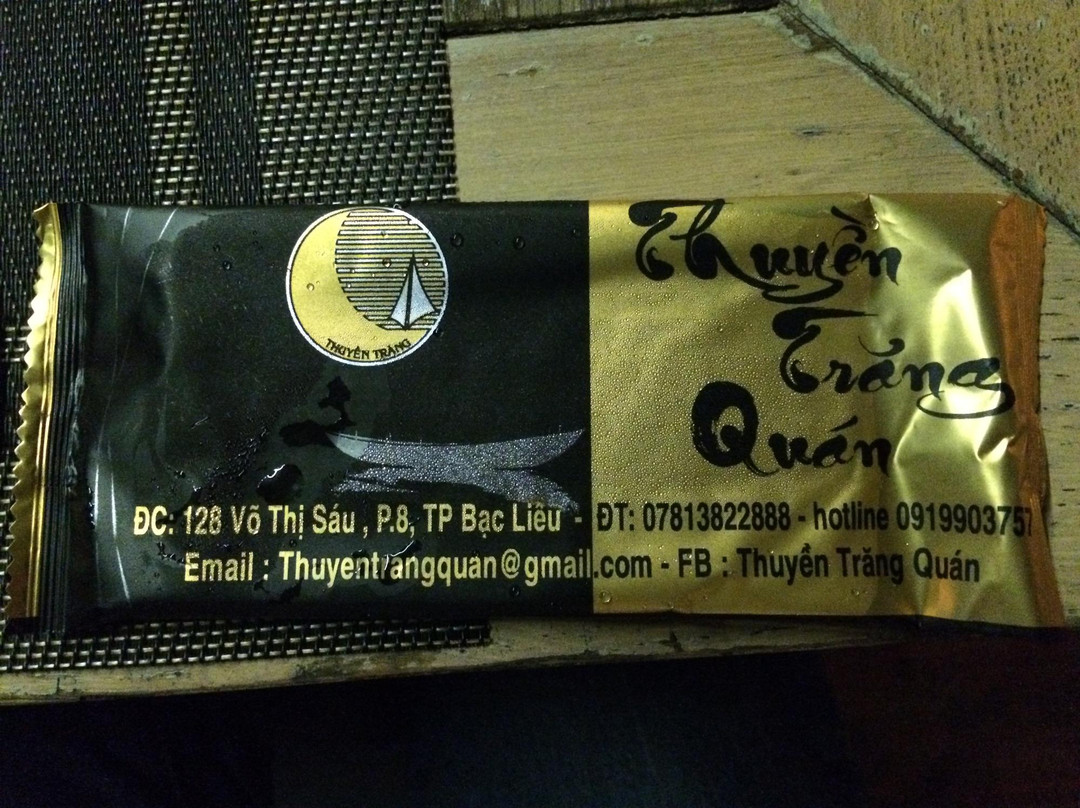 THUYỀN TRĂNG
Thuyền
Trăng
Quán
ĐC: 128 Võ Thị Sáu , P.8, TP Bạc Liêu - ĐT: 07813822888 - hotline 0919903757
Email : Thuyentrangquan@gmail.com - FB : Thuyền Trăng Quán